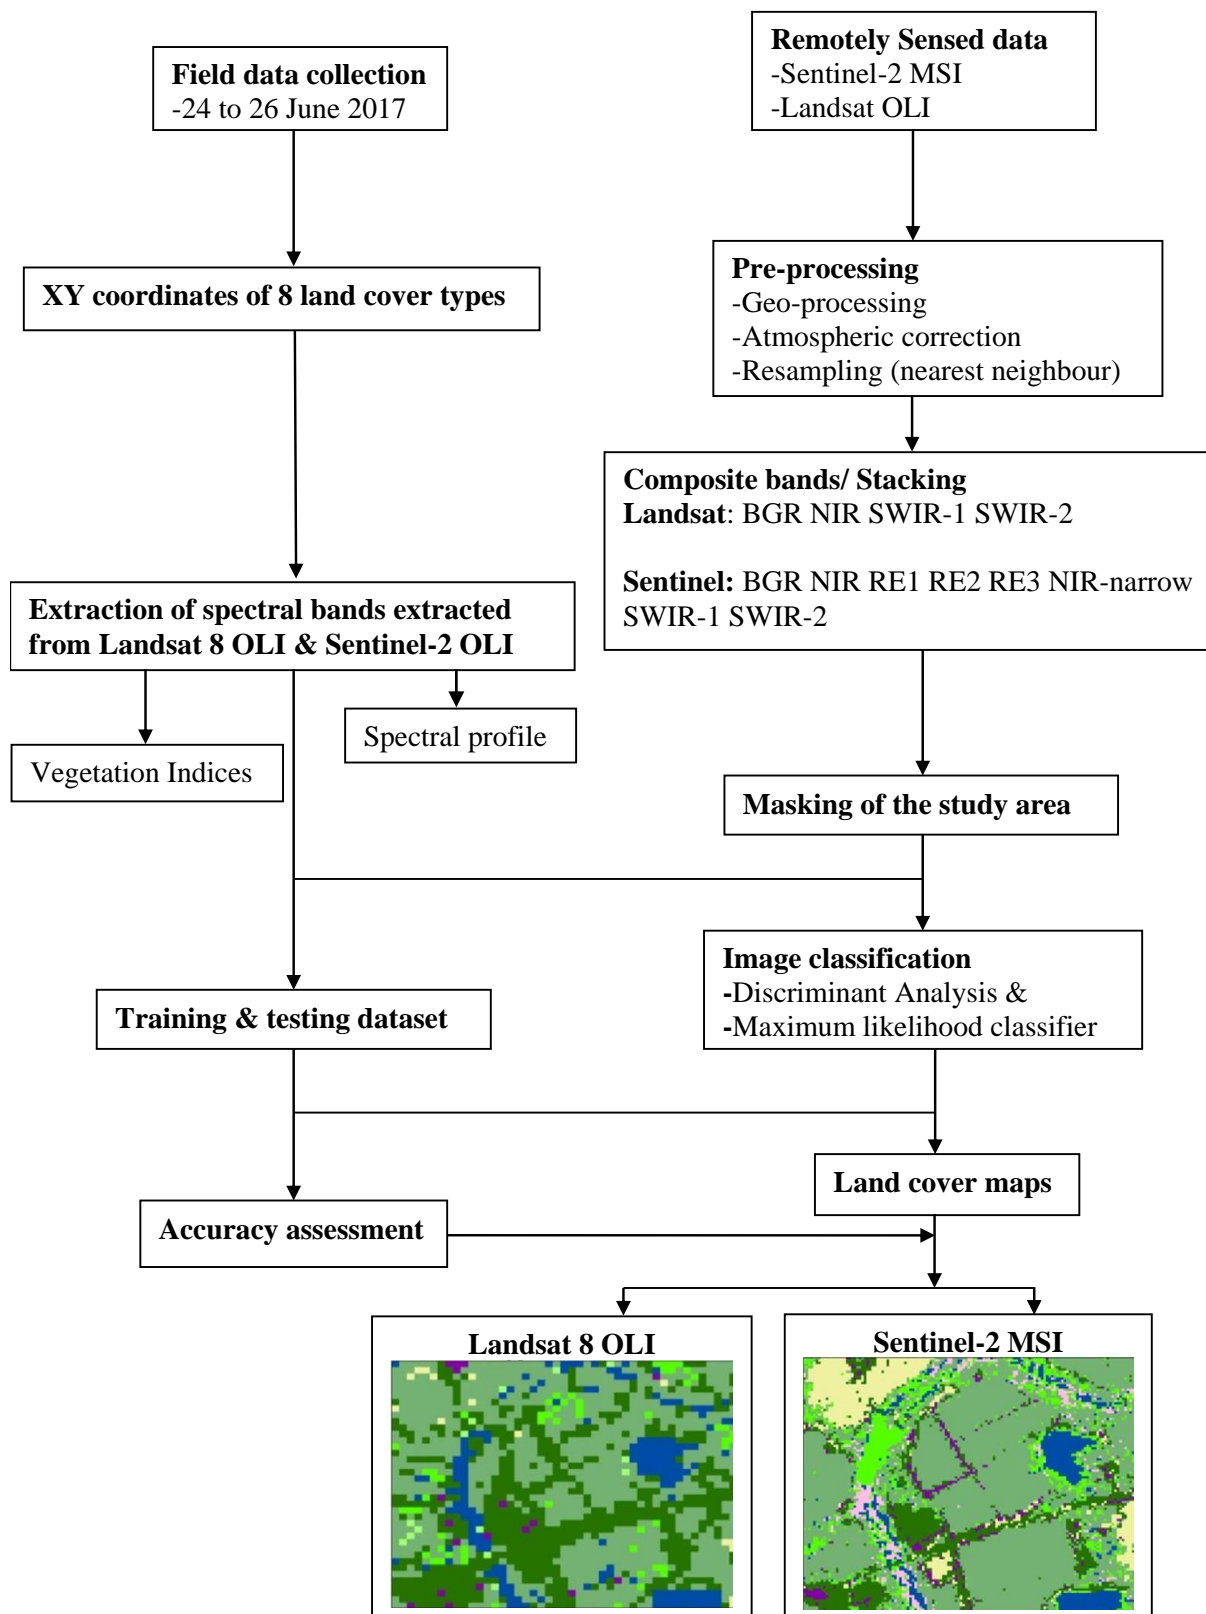 Field data collection
-24 to 26 June 2017
Remotely Sensed data
-Sentinel-2 MSI
-Landsat OLI
XY coordinates of 8 land cover types
Pre-processing
-Geo-processing
-Atmospheric correction
-Resampling (nearest neighbour)
Composite bands/ Stacking
Landsat: BGR NIR SWIR-1 SWIR-2
Sentinel: BGR NIR RE1 RE2 RE3 NIR-narrow
SWIR-1 SWIR-2
Extraction of spectral bands extracted
from Landsat 8 OLI & Sentinel-2 OLI
Vegetation Indices
Spectral profile
Masking of the study area
Image classification
-Discriminant Analysis &
-Maximum likelihood classifier
Training & testing dataset
Land cover maps
Accuracy assessment
Landsat 8 OLI
Sentinel-2 MSI